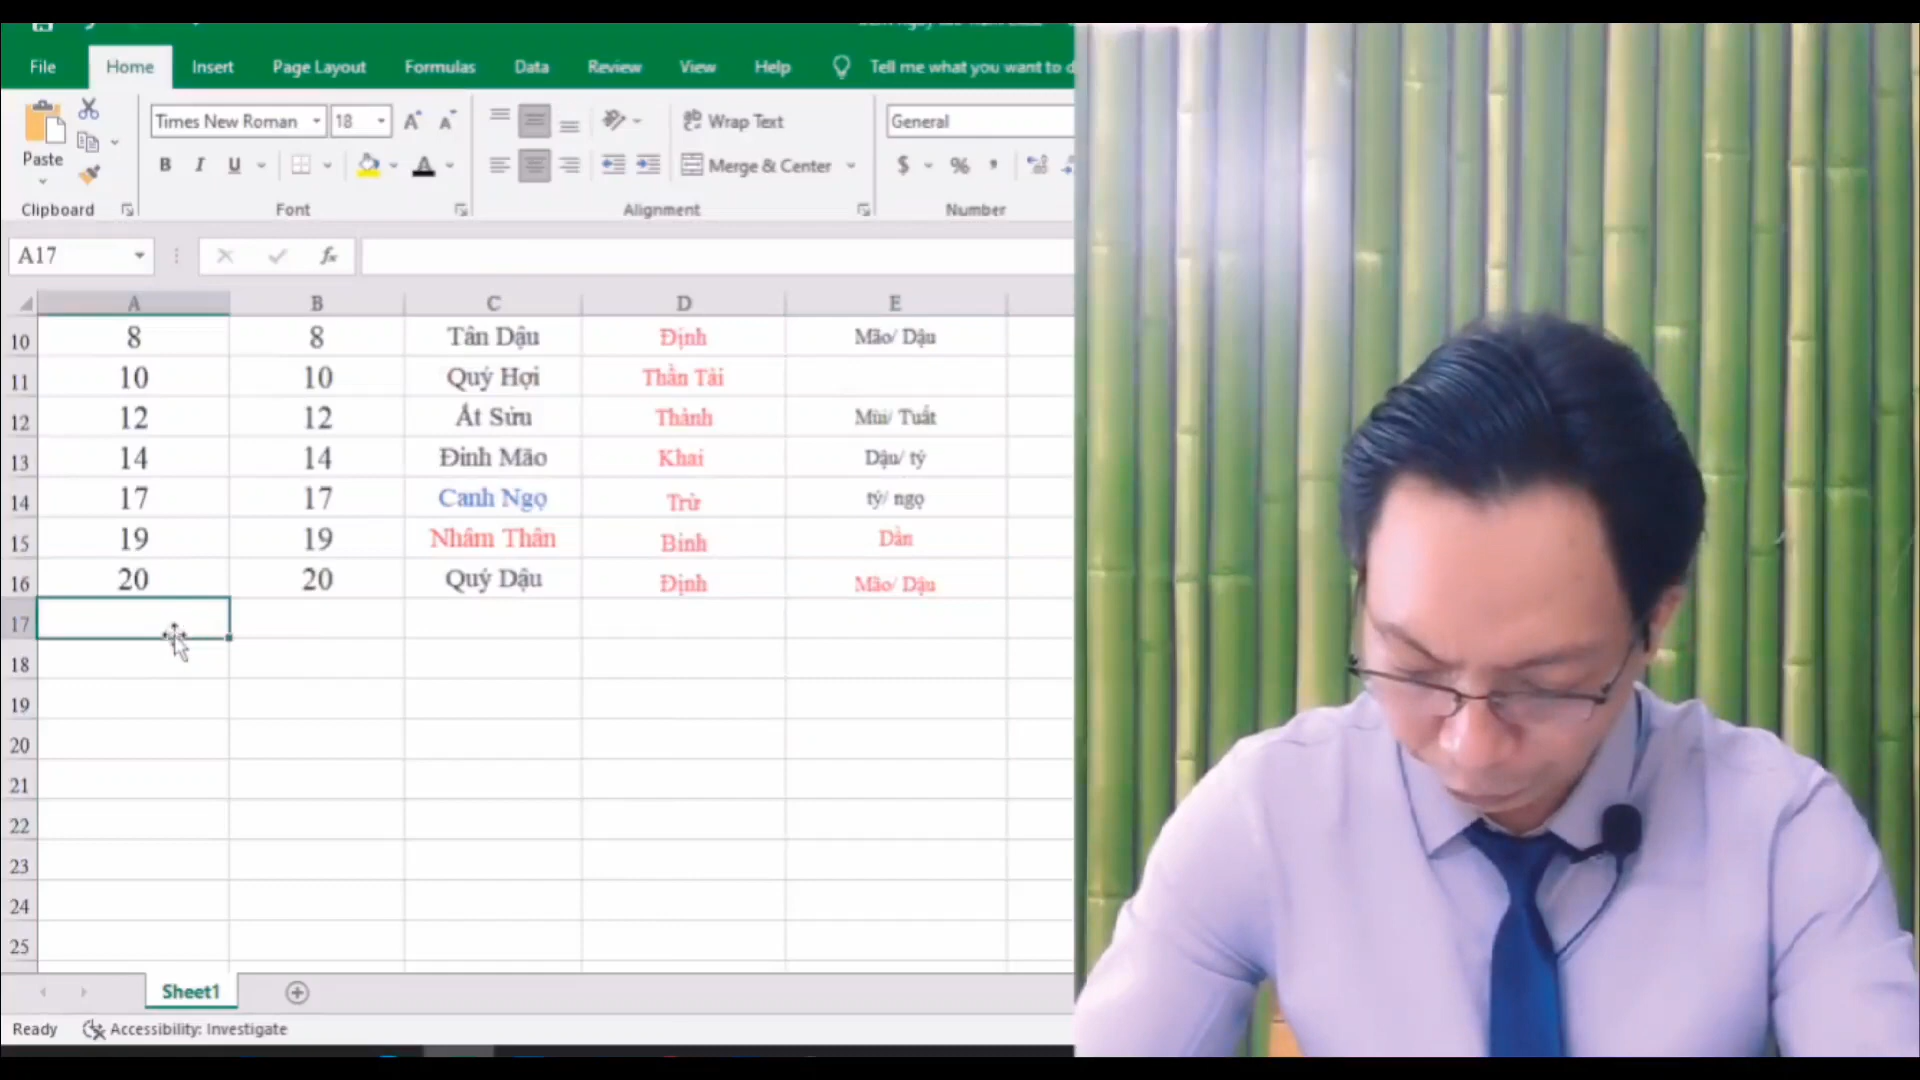 File Home Insert Page Layout Formulas Data Review View Help Tell me what you want to d
Times New Roman 18 Wrap Text General
Paste B I U Merge & Center $ %
Clipboard Font Alignment Number
A17 fx
A B C D E
10 8 8 Tân Dậu Định Mão/ Dậu
11 10 10 Quý Hợi Thần Tài
12 12 12 Ất Sửu Thành Mùi/ Tuất
13 14 14 Đinh Mão Khai Dậu/ tý
14 17 17 Canh Ngọ Trừ tý/ ngọ
15 19 19 Nhâm Thân Bình Dần
16 20 20 Quý Dậu Định Mão/ Dậu
17
18
19
20
21
22
23
24
25
Sheet1
Ready Accessibility: Investigate